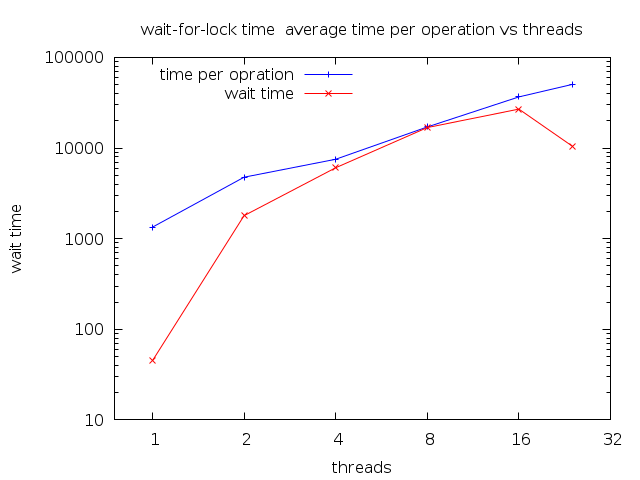 wait-for-lock time  average time per operation vs threads
100000
10000
1000
100
10
wait time
time per opration
wait time
1 2 4 8 16 32
threads